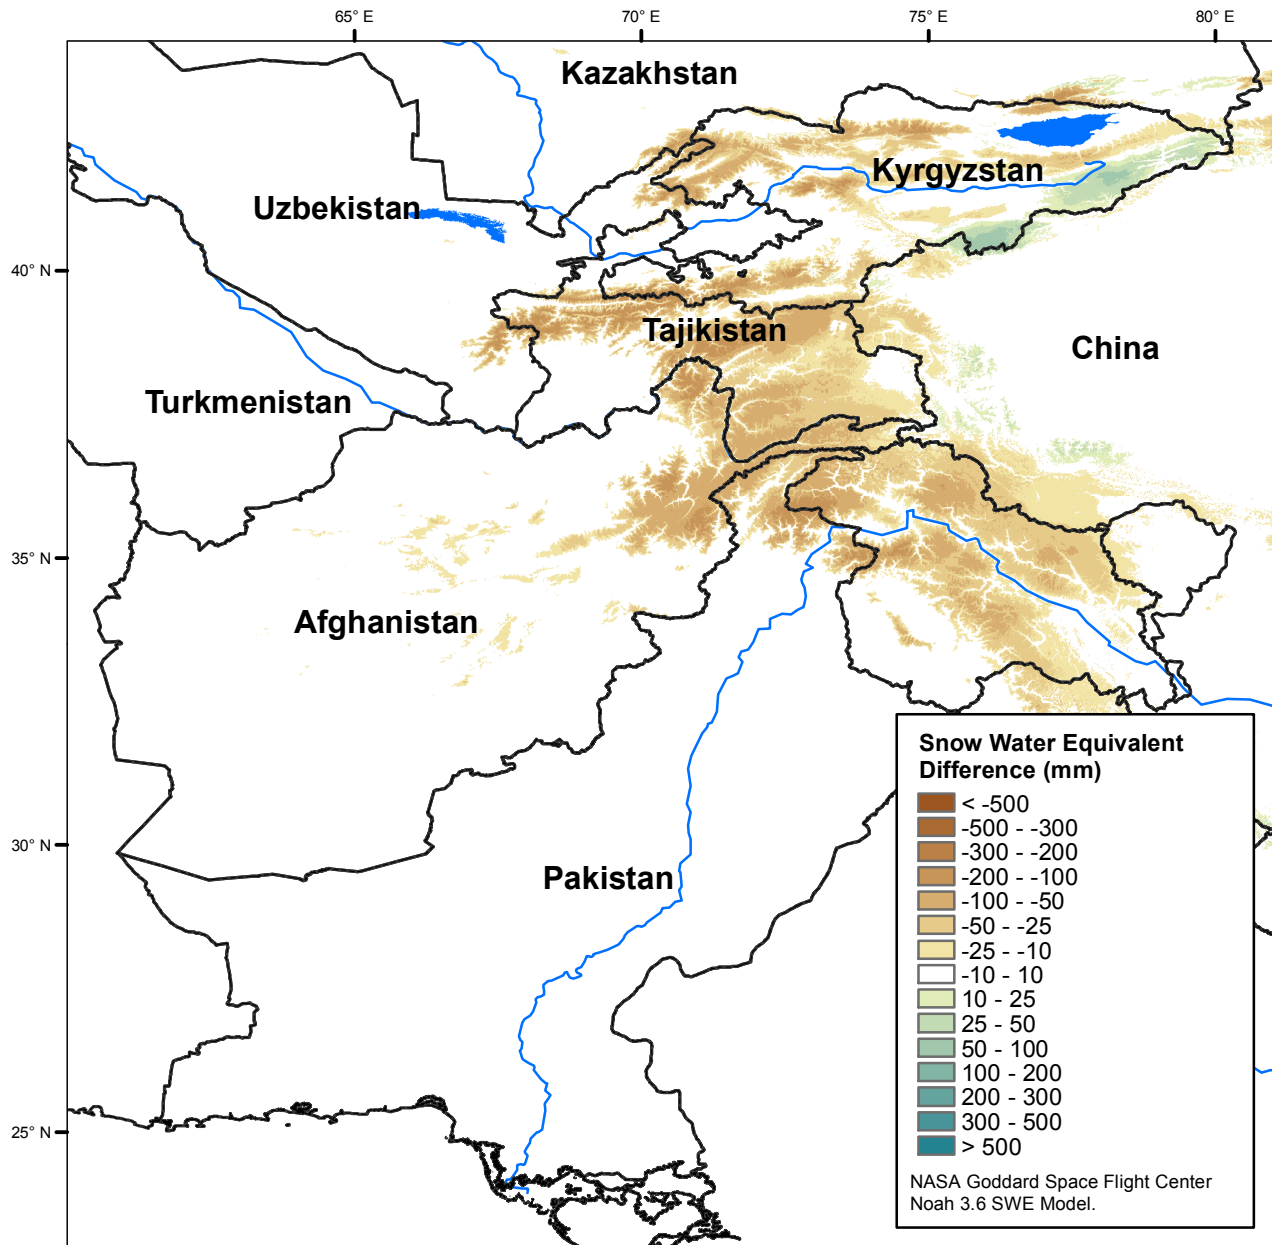 65° E
70° E
75° E
80° E
Kazakhstan
Kyrgyzstan
Uzbekistan
40° N
Tajikistan
China
Turkmenistan
35° N
Afghanistan
30° N
Pakistan
25° N
Snow Water Equivalent
Difference (mm)
< -500
-500 - -300
-300 - -200
-200 - -100
-100 - -50
-50 - -25
-25 - -10
-10 - 10
10 - 25
25 - 50
50 - 100
100 - 200
200 - 300
300 - 500
> 500
NASA Goddard Space Flight Center
Noah 3.6 SWE Model.